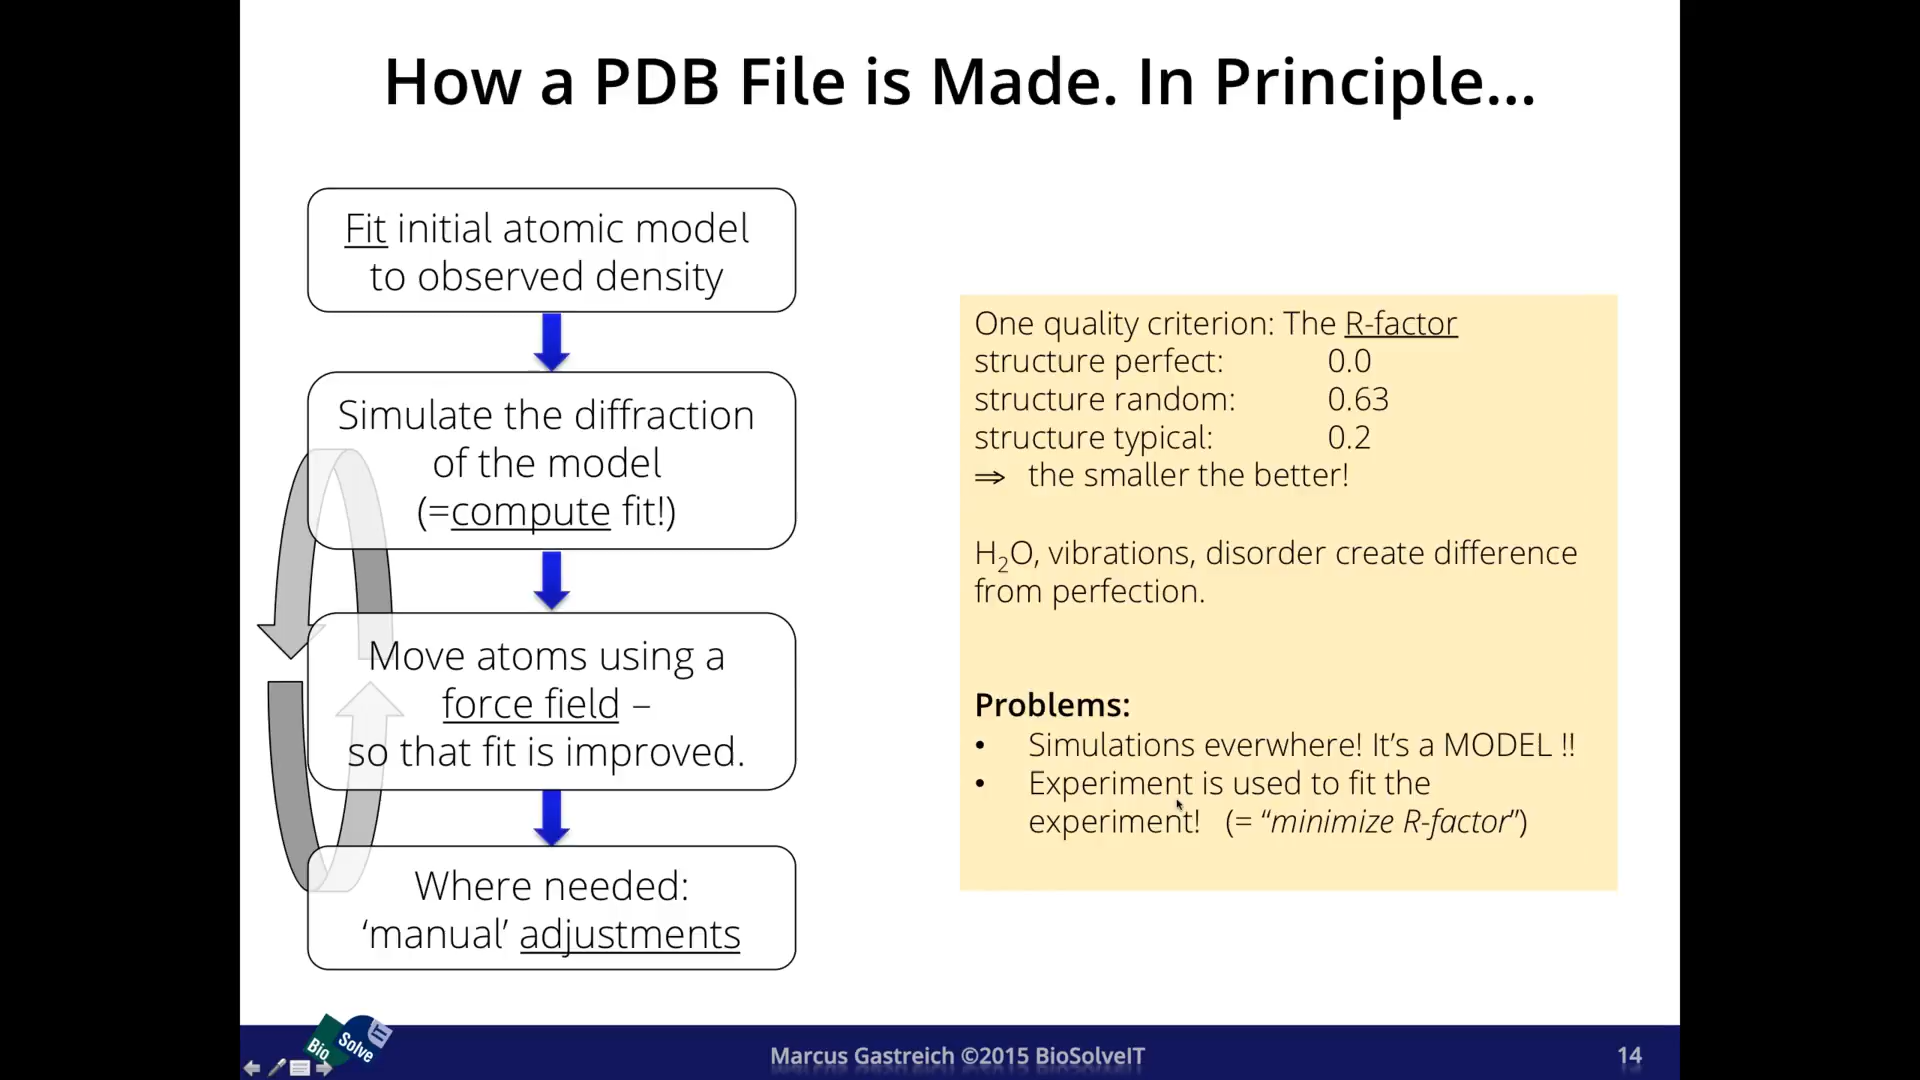 How a PDB File is Made. In Principle...
Fit initial atomic model
to observed density
Simulate the diffraction
of the model
(=compute fit!)
Move atoms using a
force field –
so that fit is improved.
Where needed:
‘manual’ adjustments
One quality criterion: The R-factor
structure perfect: 0.0
structure random: 0.63
structure typical: 0.2
⇒ the smaller the better!
H₂O, vibrations, disorder create difference
from perfection.
Problems:
• Simulations everwhere! It’s a MODEL !!
• Experiment is used to fit the
experiment! (= “minimize R-factor”)
Bio Solve IT
Marcus Gastreich ©2015 BioSolveIT
14